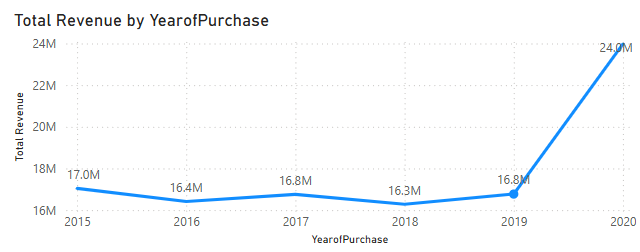 Total Revenue by YearofPurchase
24M
22M
20M
18M
16M
Total Revenue
17.0M
16.4M
16.8M
16.3M
16.8M
24.0M
2015
2016
2017
2018
2019
2020
YearofPurchase